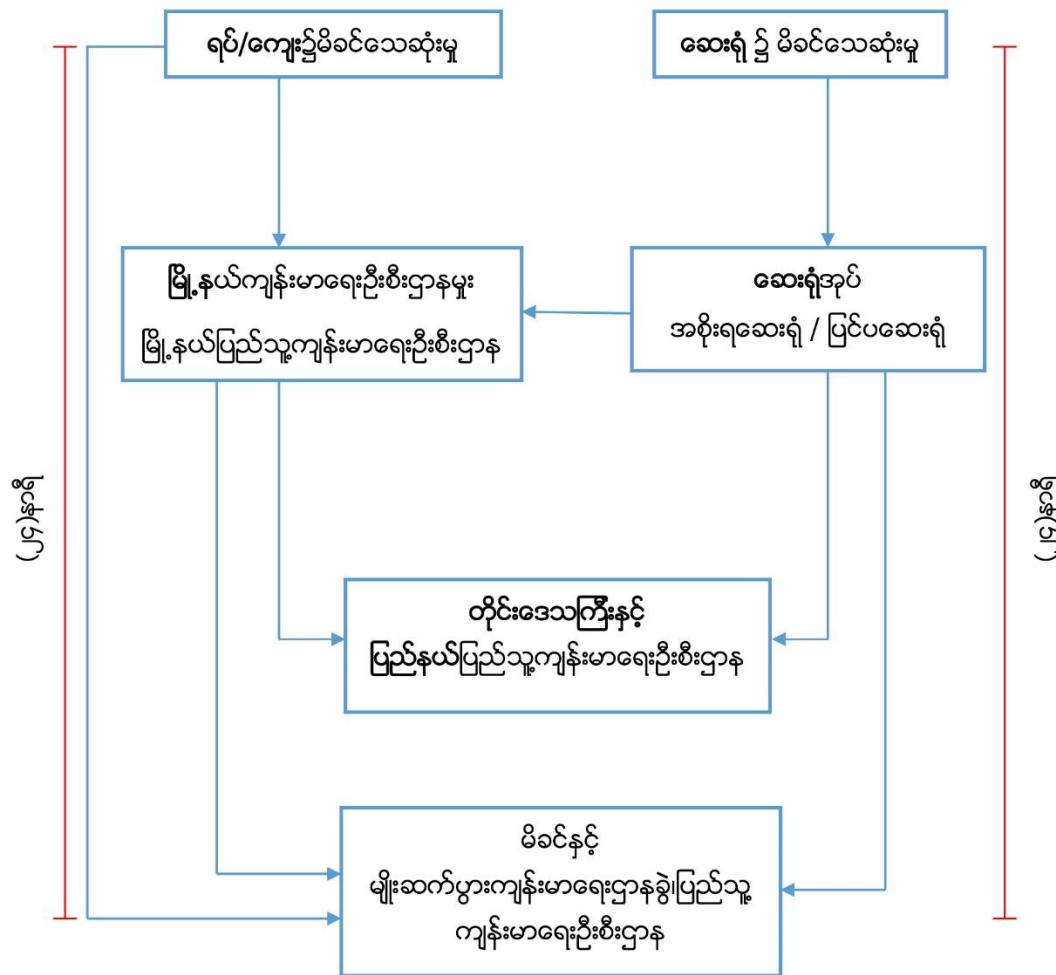 ရပ်/ကျေး၌မိခင်သေဆုံးမှု
ဆေးရုံ ၌ မိခင်သေဆုံးမှု
မြို့နယ်ကျန်းမာရေးဦးစီးဌာနမှုး
မြို့နယ်ပြည်သူ့ကျန်းမာရေးဦးစီးဌာန
ဆေးရုံအုပ်
အစိုးရဆေးရုံ / ပြင်ပဆေးရုံ
(၂၄)နာရီ
(၂၄)နာရီ
တိုင်းဒေသကြီးနှင့်
ပြည်နယ်ပြည်သူ့ကျန်းမာရေးဦးစီးဌာန
မိခင်နှင့်
မျိုးဆက်ပွားကျန်းမာရေးဌာနခွဲ၊ပြည်သူ့
ကျန်းမာရေးဦးစီးဌာန